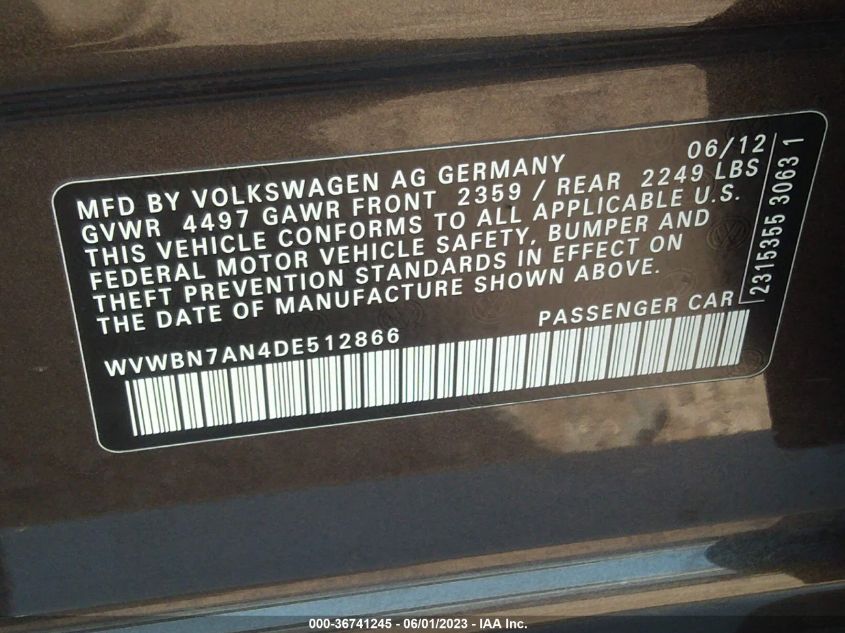 06/12
MFD BY VOLKSWAGEN AG GERMANY
GVWR 4497 GAWR FRONT 2359 / REAR 2249 LBS
THIS VEHICLE CONFORMS TO ALL APPLICABLE U.S.
FEDERAL MOTOR VEHICLE SAFETY, BUMPER AND
THEFT PREVENTION STANDARDS IN EFFECT ON
THE DATE OF MANUFACTURE SHOWN ABOVE.
WVWBN7AN4DE512866
PASSENGER CAR
2315355 3063 1
000-36741245 - 06/01/2023 - IAA Inc.